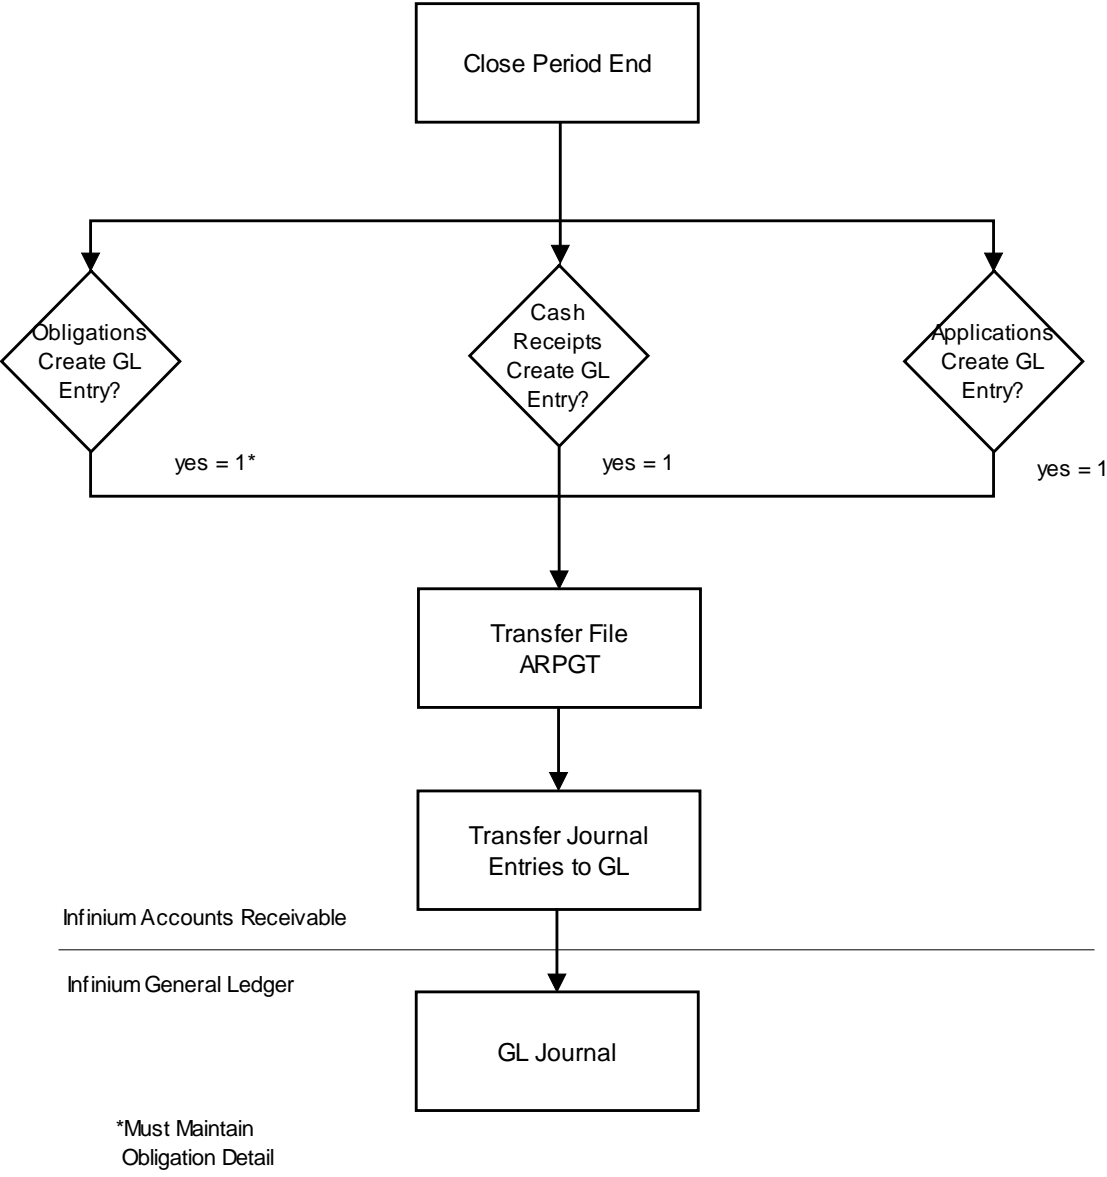 Close Period End
Obligations
Create GL
Entry?
Cash
Receipts
Create GL
Entry?
Applications
Create GL
Entry?
yes = 1*
yes = 1
yes = 1
Transfer File
ARPGT
Transfer Journal
Entries to GL
Infinium Accounts Receivable
Infinium General Ledger
GL Journal
*Must Maintain
Obligation Detail